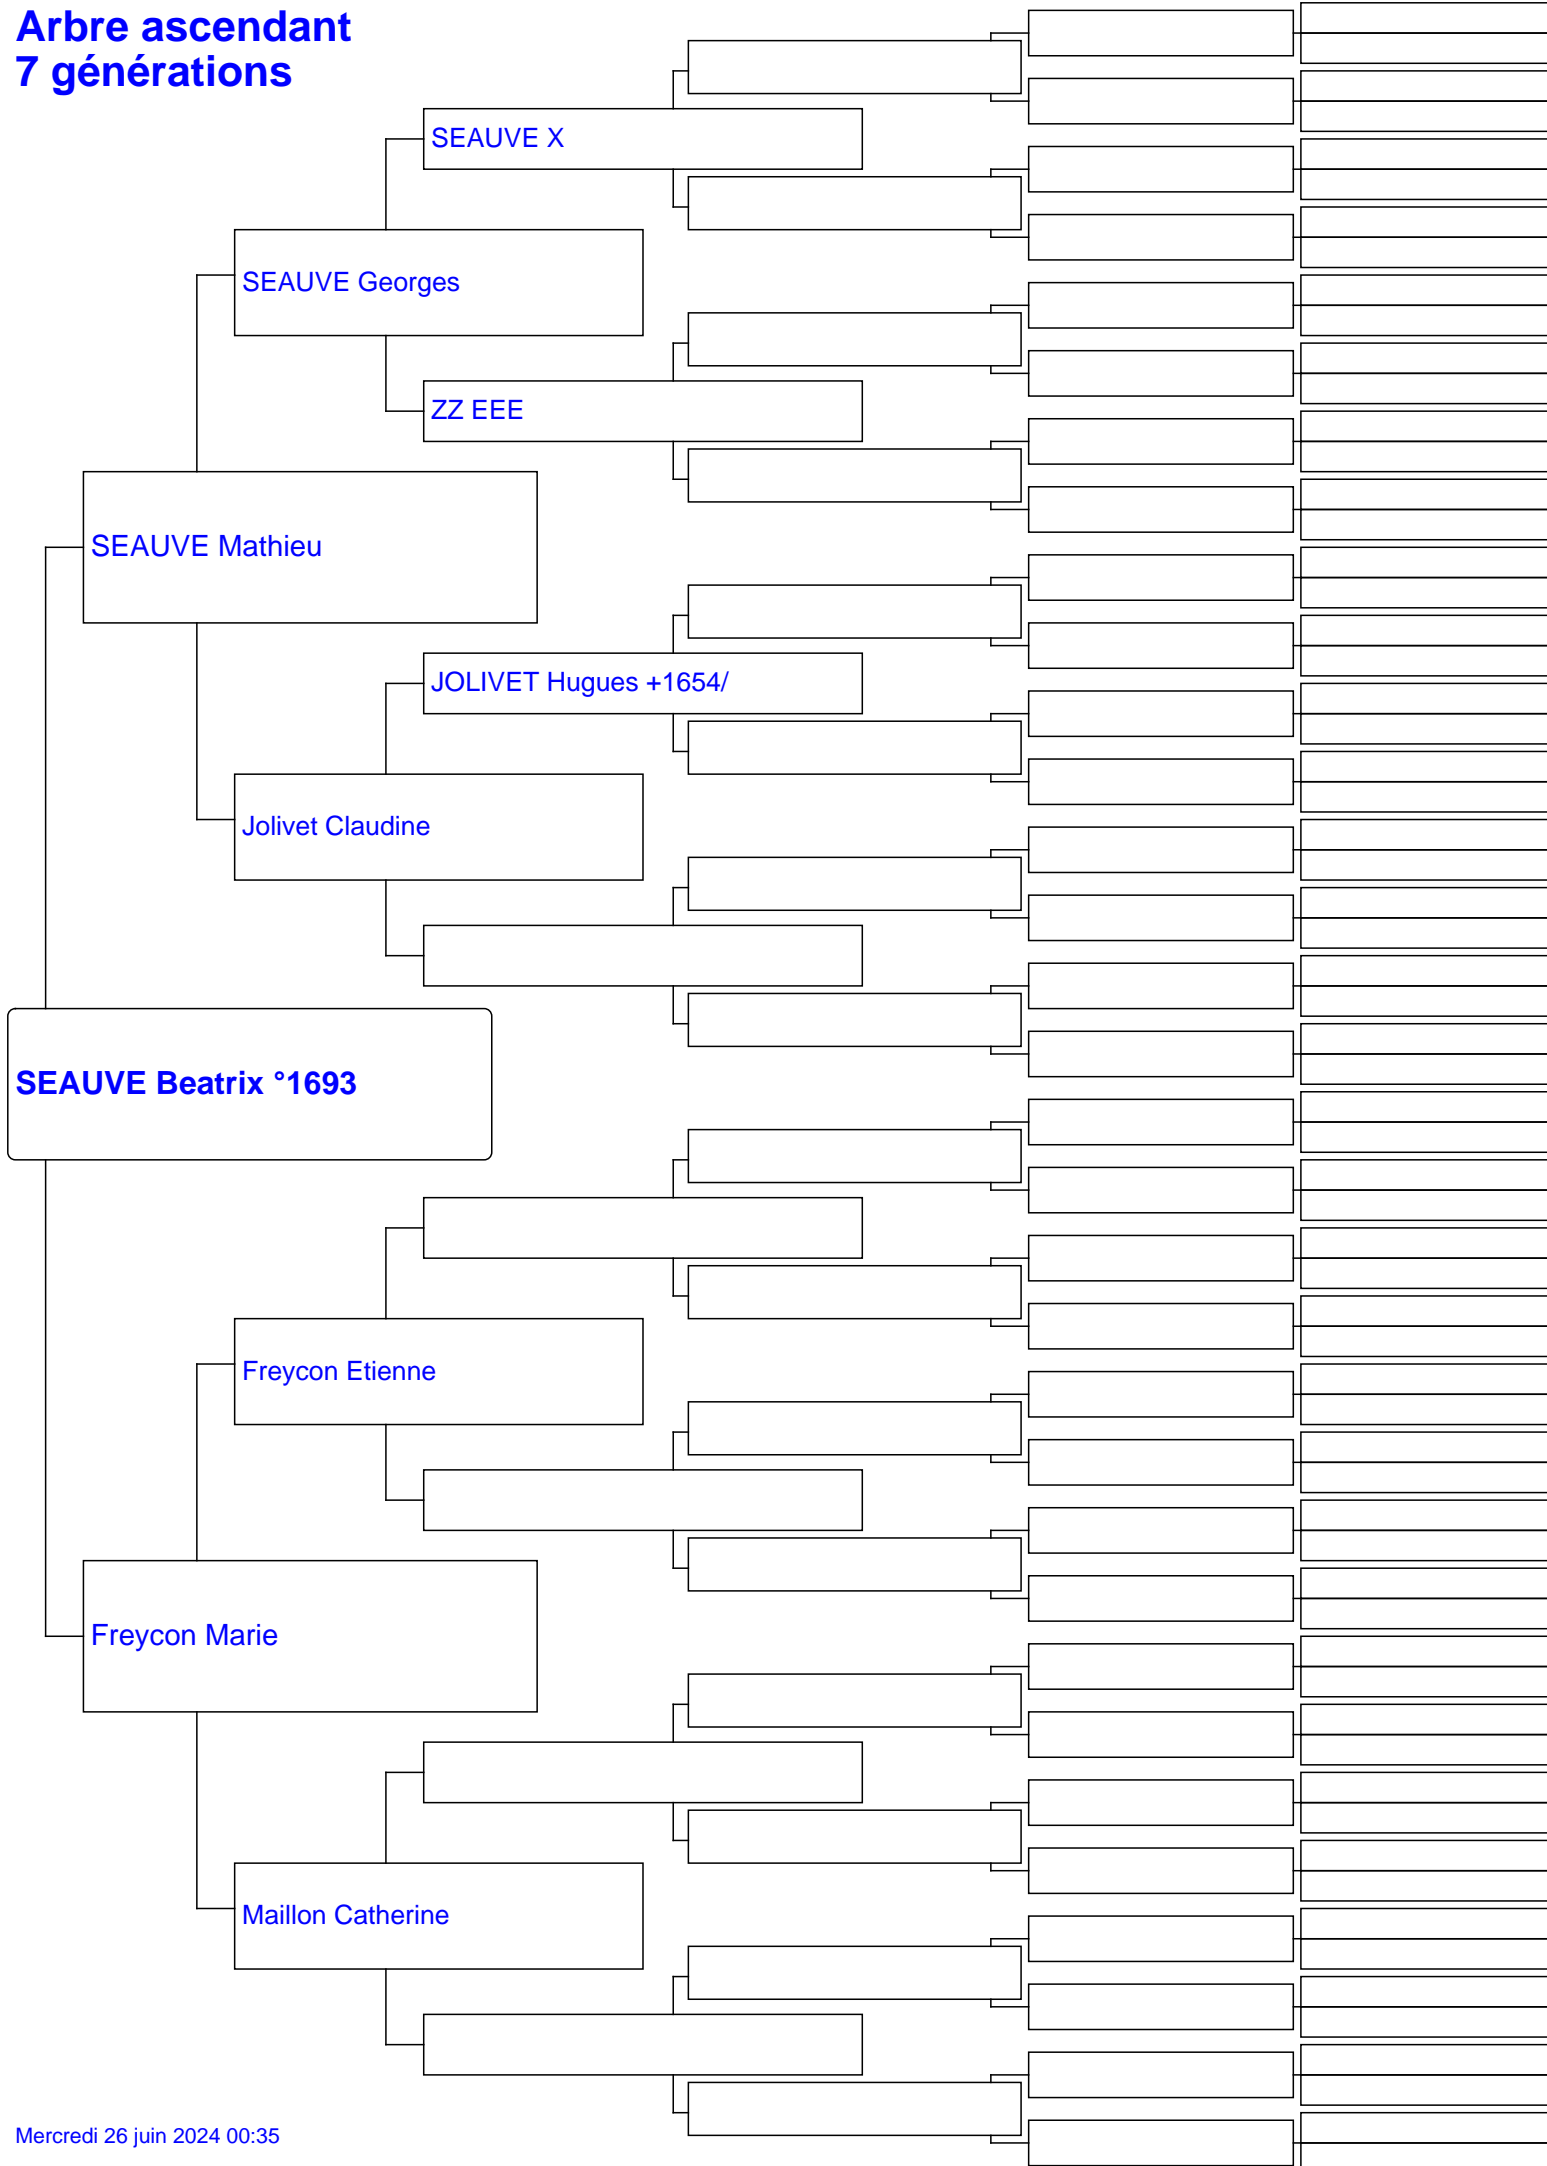 Arbre ascendant
7 générations
SEAUVE X
SEAUVE Georges
ZZ EEE
SEAUVE Mathieu
JOLIVET Hugues +1654/
Jolivet Claudine
SEAUVE Beatrix °1693
Freycon Etienne
Freycon Marie
Maillon Catherine
Mercredi 26 juin 2024 00:35